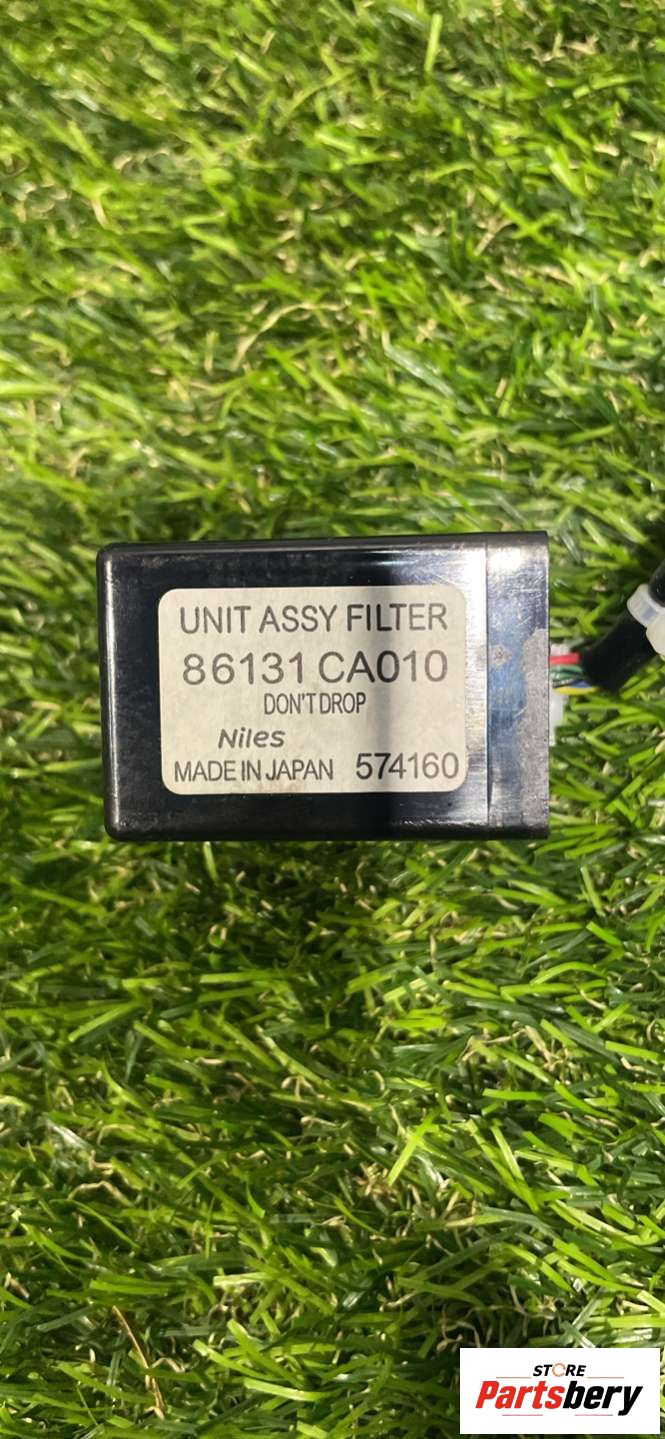 UNIT ASSY FILTER
86131 CA010
DON'T DROP
Niles
MADE IN JAPAN 574160
STORE
Partsbery